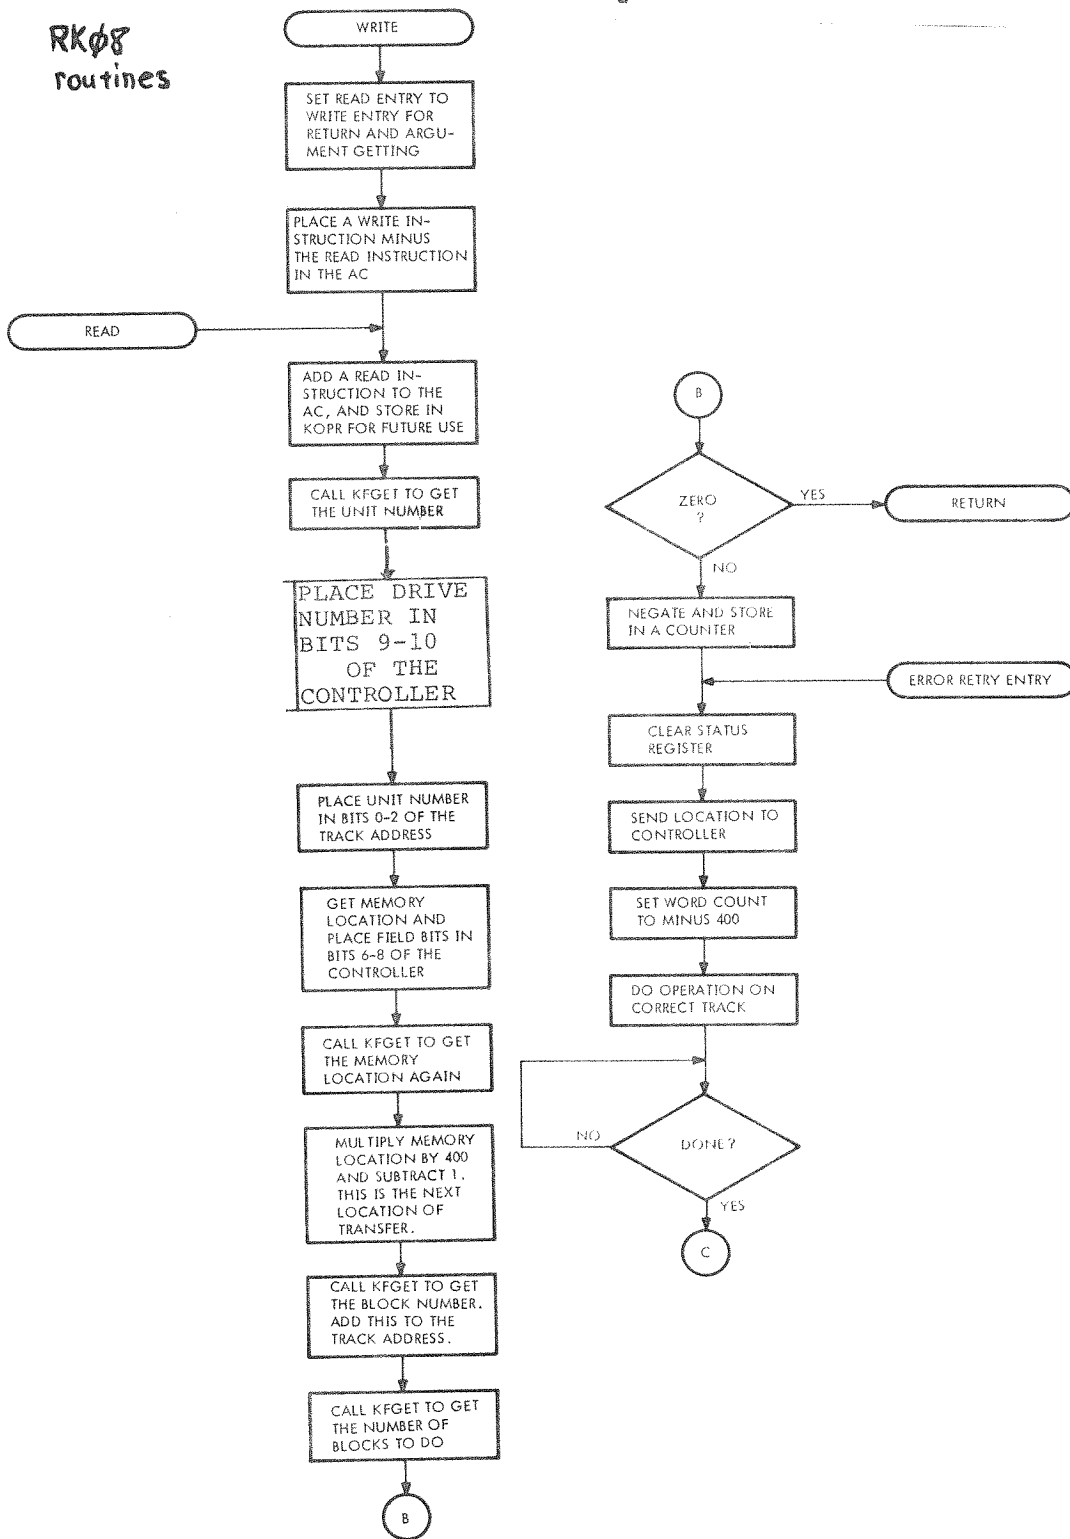 RKØ8
routines
WRITE
SET READ ENTRY TO
WRITE ENTRY FOR
RETURN AND ARGU-
MENT GETTING
PLACE A WRITE IN-
STRUCTION MINUS
THE READ INSTRUCTION
IN THE AC
READ
ADD A READ IN-
STRUCTION TO THE
AC, AND STORE IN
KOPR FOR FUTURE USE
CALL KFGET TO GET
THE UNIT NUMBER
PLACE DRIVE
NUMBER IN
BITS 9-10
OF THE
CONTROLLER
PLACE UNIT NUMBER
IN BITS 0-2 OF THE
TRACK ADDRESS
GET MEMORY
LOCATION AND
PLACE FIELD BITS IN
BITS 6-8 OF THE
CONTROLLER
CALL KFGET TO GET
THE MEMORY
LOCATION AGAIN
MULTIPLY MEMORY
LOCATION BY 400
AND SUBTRACT 1.
THIS IS THE NEXT
LOCATION OF
TRANSFER.
CALL KFGET TO GET
THE BLOCK NUMBER.
ADD THIS TO THE
TRACK ADDRESS.
CALL KFGET TO GET
THE NUMBER OF
BLOCKS TO DO
B
B
ZERO
?
YES
RETURN
NO
NEGATE AND STORE
IN A COUNTER
ERROR RETRY ENTRY
CLEAR STATUS
REGISTER
SEND LOCATION TO
CONTROLLER
SET WORD COUNT
TO MINUS 400
DO OPERATION ON
CORRECT TRACK
NO
DONE?
YES
C